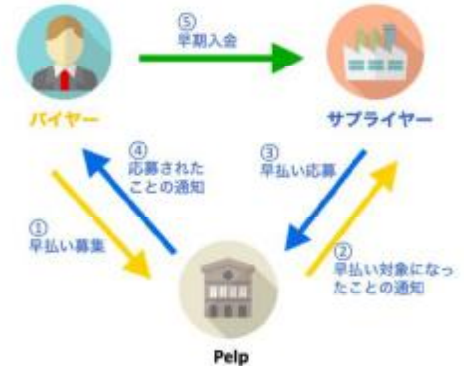 ⑤
早期入金
バイヤー
サプライヤー
④
応募された
ことの通知
③
早払い応募
①
早払い募集
②
早払い対象になっ
たことの通知
Pelp